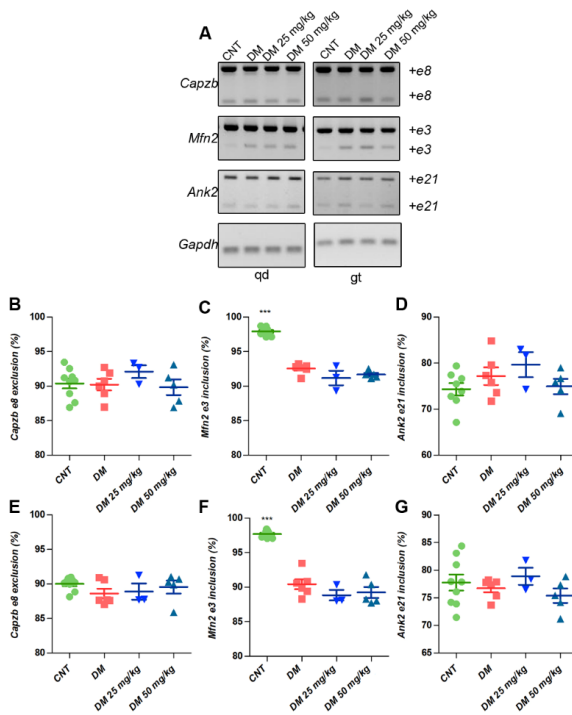 A
CNT DM DM 25 mg/kg DM 50 mg/kg CNT DM DM 25 mg/kg DM 50 mg/kg
Capzb +e8
+e8
Mfn2 +e3
+e3
Ank2 +e21
+e21
Gapdh
qd gt
B C D
Capzb e8 exclusion (%)
100
95
90
85
80
CNT DM DM 25 mg/kg DM 50 mg/kg
Mfn2 e3 inclusion (%)
***
100
95
90
85
80
CNT DM DM 25 mg/kg DM 50 mg/kg
Ank2 e21 inclusion (%)
90
80
70
60
CNT DM DM 25 mg/kg DM 50 mg/kg
E F G
Capzb e8 exclusion (%)
100
95
90
85
80
CNT DM DM 25 mg/kg DM 50 mg/kg
Mfn2 e3 inclusion (%)
***
100
95
90
85
80
CNT DM DM 25 mg/kg DM 50 mg/kg
Ank2 e21 inclusion (%)
90
85
80
75
70
65
CNT DM DM 25 mg/kg DM 50 mg/kg